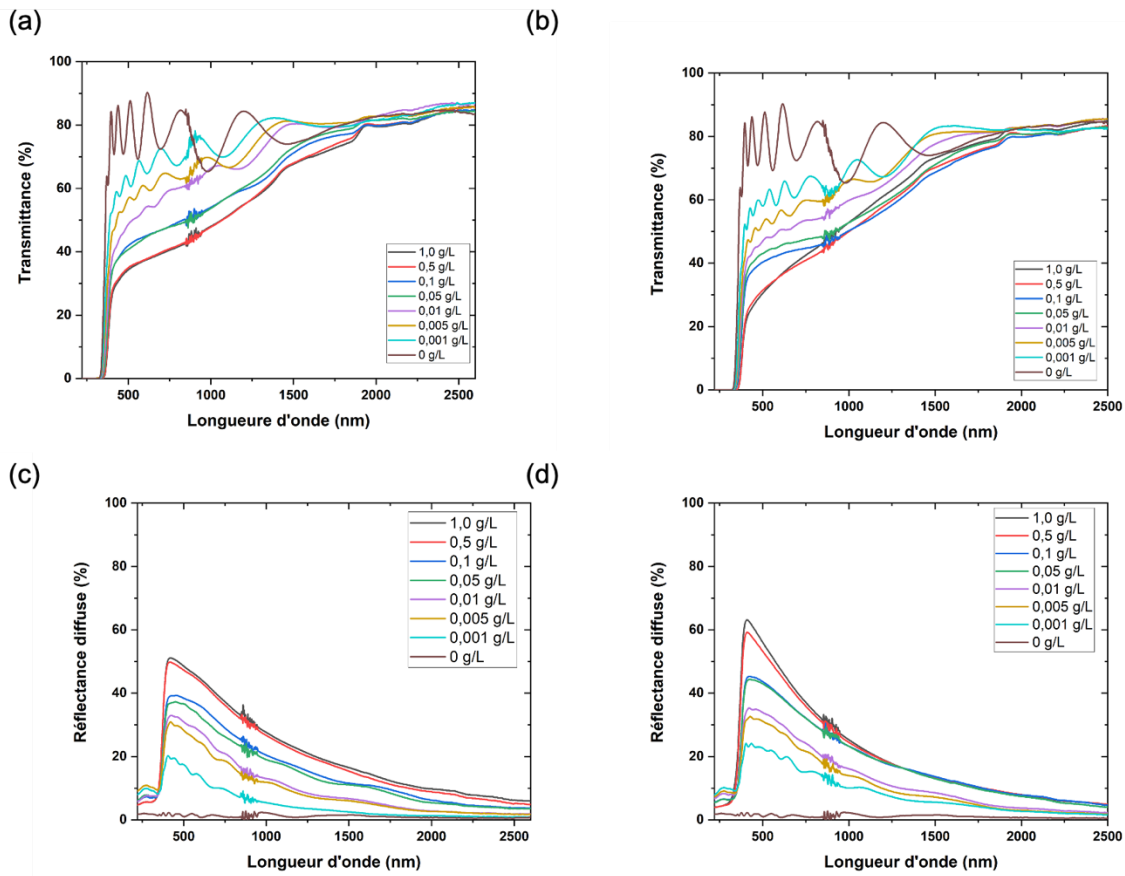 (a)
100
80
60
40
20
0
Transmittance (%)
500 1000 1500 2000 2500
Longueure d'onde (nm)
1,0 g/L
0,5 g/L
0,1 g/L
0,05 g/L
0,01 g/L
0,005 g/L
0,001 g/L
0 g/L
(b)
100
80
60
40
20
0
Transmittance (%)
500 1000 1500 2000 2500
Longueur d'onde (nm)
1,0 g/L
0,5 g/L
0,1 g/L
0,05 g/L
0,01 g/L
0,005 g/L
0,001 g/L
0 g/L
(c)
100
80
60
40
20
0
Réflectance diffuse (%)
500 1000 1500 2000 2500
Longueur d'onde (nm)
1,0 g/L
0,5 g/L
0,1 g/L
0,05 g/L
0,01 g/L
0,005 g/L
0,001 g/L
0 g/L
(d)
100
80
60
40
20
0
Réflectance diffuse (%)
500 1000 1500 2000 2500
Longueur d'onde (nm)
1,0 g/L
0,5 g/L
0,1 g/L
0,05 g/L
0,01 g/L
0,005 g/L
0,001 g/L
0 g/L